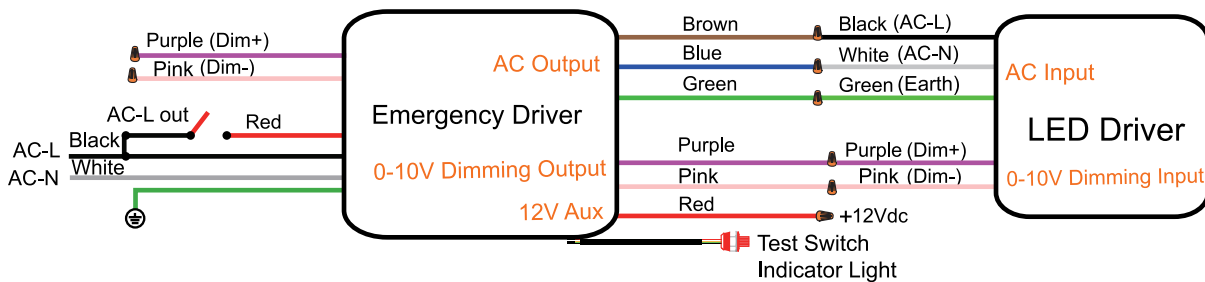 Purple (Dim+)
Pink (Dim-)
AC-L out
Red
Black
AC-L
White
AC-N
AC Output
Emergency Driver
0-10V Dimming Output
12V Aux
Brown
Black (AC-L)
Blue
White (AC-N)
Green
Green (Earth)
Purple
Purple (Dim+)
Pink
Pink (Dim-)
Red
+12Vdc
Test Switch
Indicator Light
AC Input
LED Driver
0-10V Dimming Input